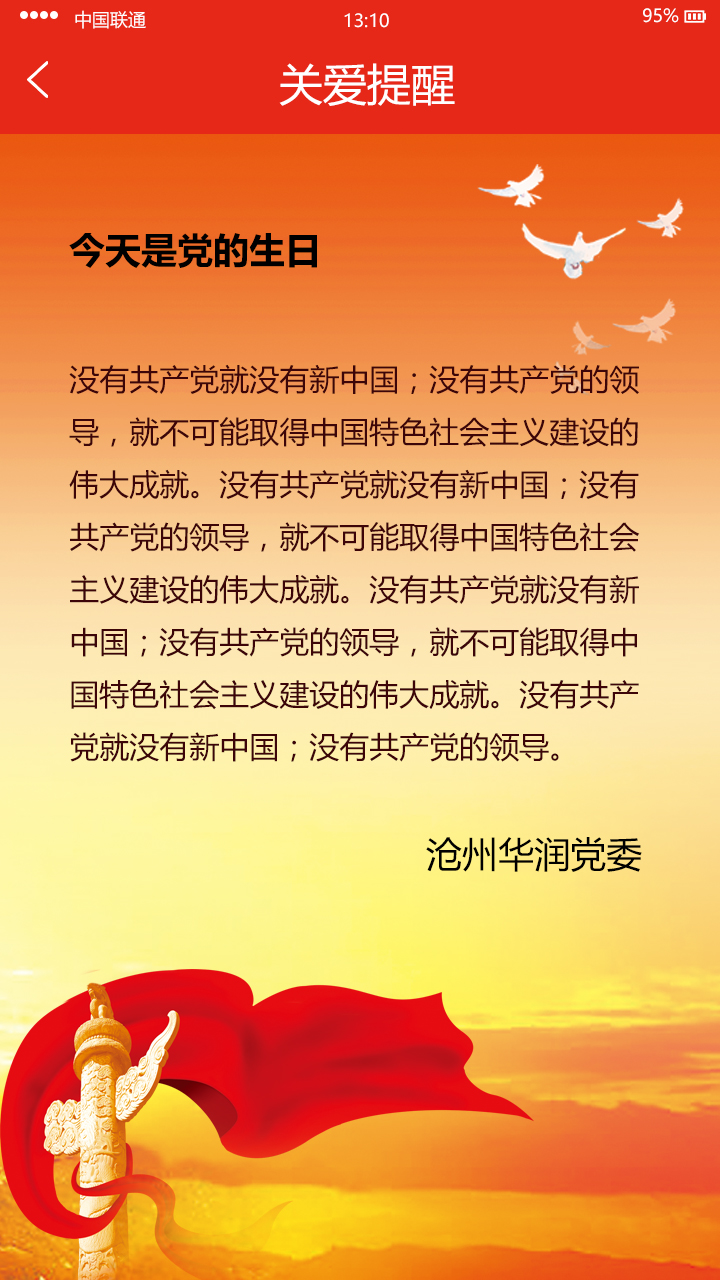 中国联通 13:10 95%
关爱提醒
今天是党的生日
没有共产党就没有新中国；没有共产党的领
导，就不可能取得中国特色社会主义建设的
伟大成就。没有共产党就没有新中国；没有
共产党的领导，就不可能取得中国特色社会
主义建设的伟大成就。没有共产党就没有新
中国；没有共产党的领导，就不可能取得中
国特色社会主义建设的伟大成就。没有共产
党就没有新中国；没有共产党的领导。
沧州华润党委